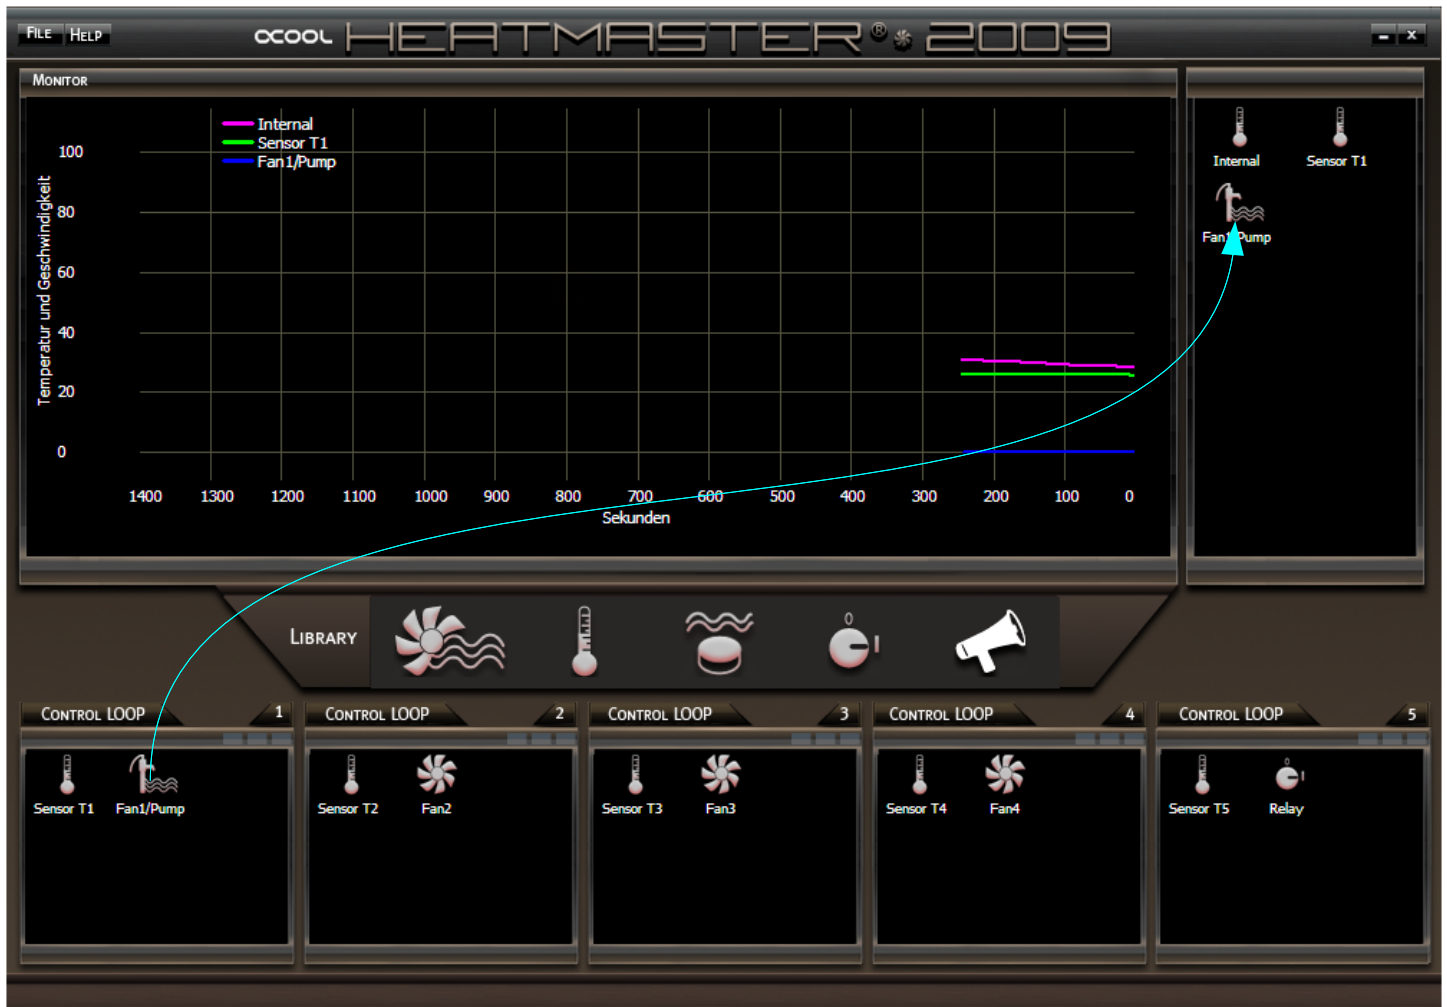 FILE HELP
OCOOL HEATMASTER® 2009
MONITOR
Internal
Sensor T1
Fan1/Pump
100
80
60
40
20
0
Temperatur und Geschwindigkeit
1400 1300 1200 1100 1000 900 800 700 600 500 400 300 200 100 0
Sekunden
Internal Sensor T1
Fan1/Pump
LIBRARY
0
CONTROL LOOP 1
CONTROL LOOP 2
CONTROL LOOP 3
CONTROL LOOP 4
CONTROL LOOP 5
Sensor T1 Fan1/Pump
Sensor T2 Fan2
Sensor T3 Fan3
Sensor T4 Fan4
0
Sensor T5 Relay